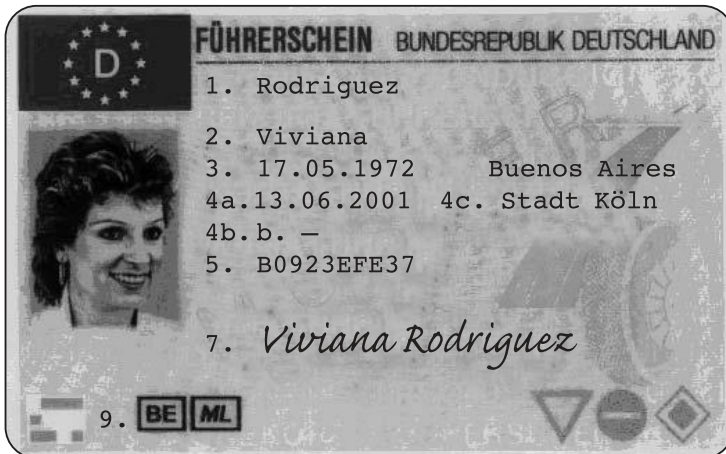 D
FÜHRERSCHEIN BUNDESREPUBLIK DEUTSCHLAND
1. Rodriguez
2. Viviana
3. 17.05.1972 Buenos Aires
4a.13.06.2001 4c. Stadt Köln
4b.b. –
5. B0923EFE37
7. Viviana Rodriguez
9. BE ML